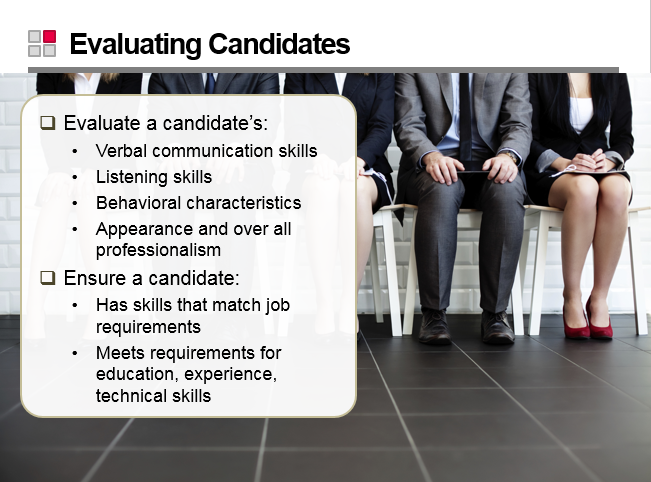 Evaluating Candidates
❑ Evaluate a candidate's:
• Verbal communication skills
• Listening skills
• Behavioral characteristics
• Appearance and over all
professionalism
❑ Ensure a candidate:
• Has skills that match job
requirements
• Meets requirements for
education, experience,
technical skills